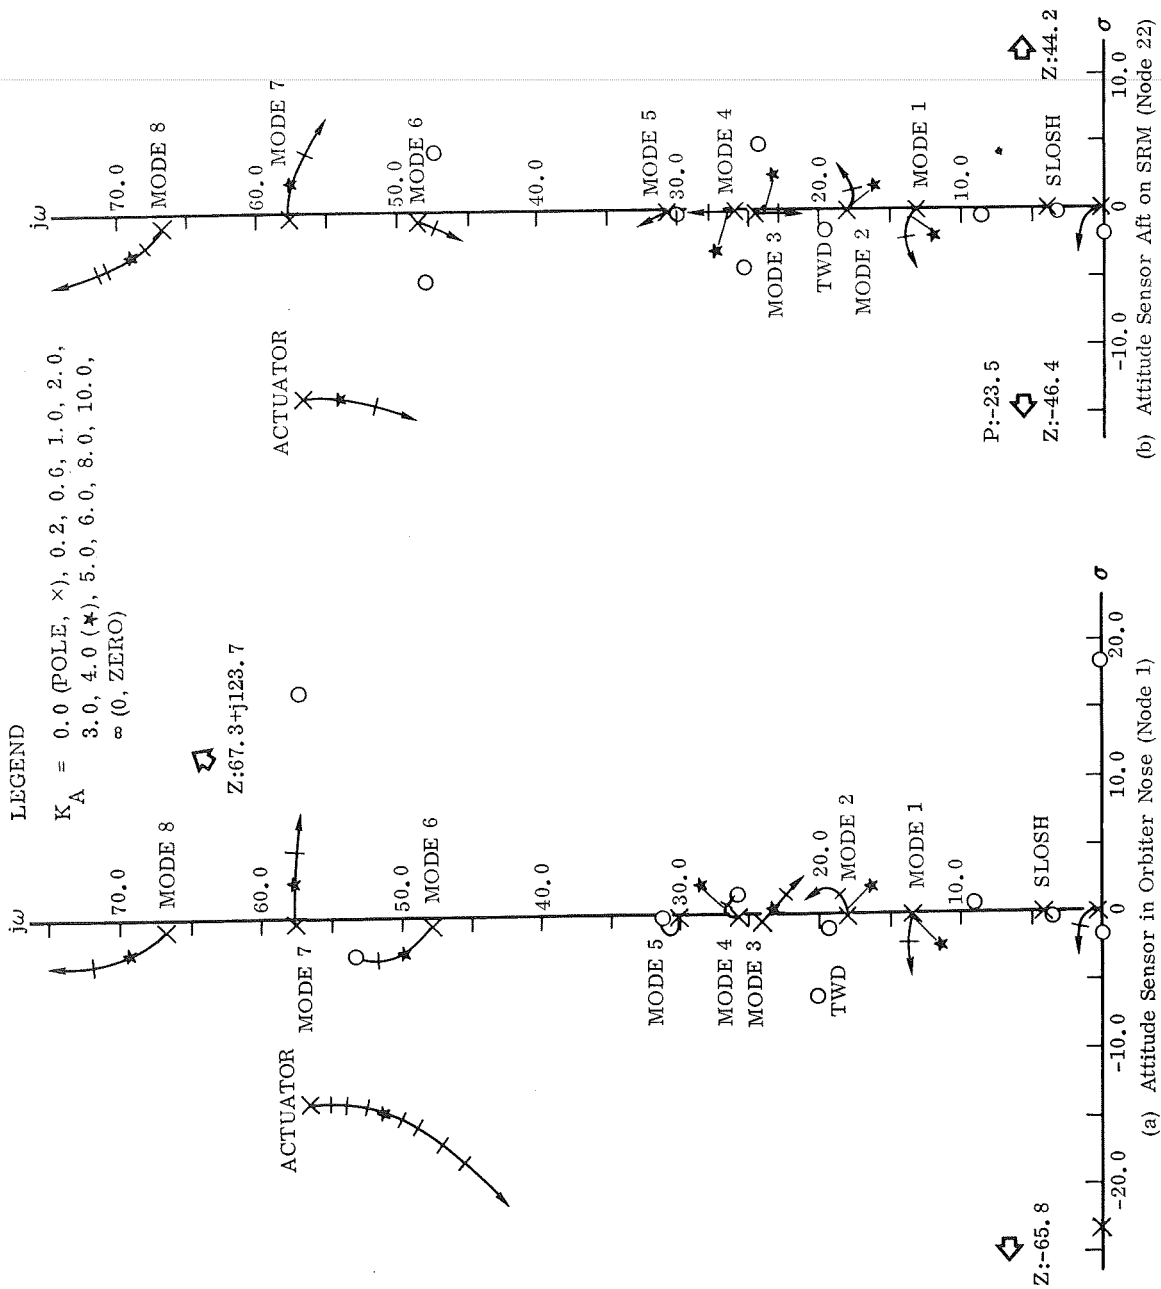 LEGEND
K_A = 0.0 (POLE, ×), 0.2, 0.6, 1.0, 2.0,
3.0, 4.0 (★), 5.0, 6.0, 8.0, 10.0,
∞ (0, ZERO)
jω
70.0
MODE 8
60.0
MODE 7
ACTUATOR
50.0
MODE 6
40.0
MODE 5
30.0
MODE 4
MODE 3
20.0
MODE 2
TWD
MODE 1
10.0
SLOSH
Z:67.3+j123.7
Z:-65.8
-20.0
-10.0
0
10.0
20.0
σ
(a) Attitude Sensor in Orbiter Nose (Node 1)
jω
70.0
MODE 8
60.0
MODE 7
ACTUATOR
50.0
MODE 6
40.0
MODE 5
30.0
MODE 4
MODE 3
20.0
TWD
MODE 2
MODE 1
10.0
SLOSH
P:-23.5
Z:-46.4
Z:44.2
-10.0
0
10.0
σ
(b) Attitude Sensor Aft on SRM (Node 22)